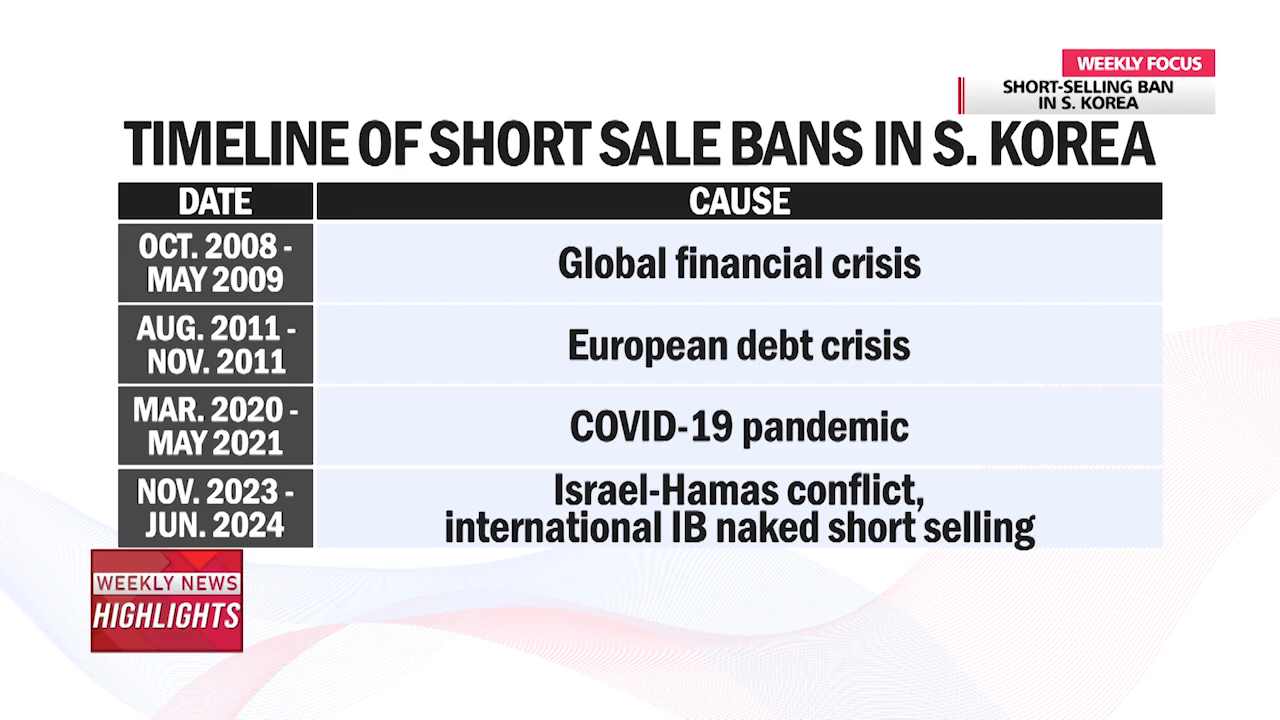 WEEKLY FOCUS
SHORT-SELLING BAN
IN S. KOREA
TIMELINE OF SHORT SALE BANS IN S. KOREA
DATE
CAUSE
OCT. 2008 -
MAY 2009
Global financial crisis
AUG. 2011 -
NOV. 2011
European debt crisis
MAR. 2020 -
MAY 2021
COVID-19 pandemic
NOV. 2023 -
JUN. 2024
Israel-Hamas conflict,
international IB naked short selling
WEEKLY NEWS
HIGHLIGHTS